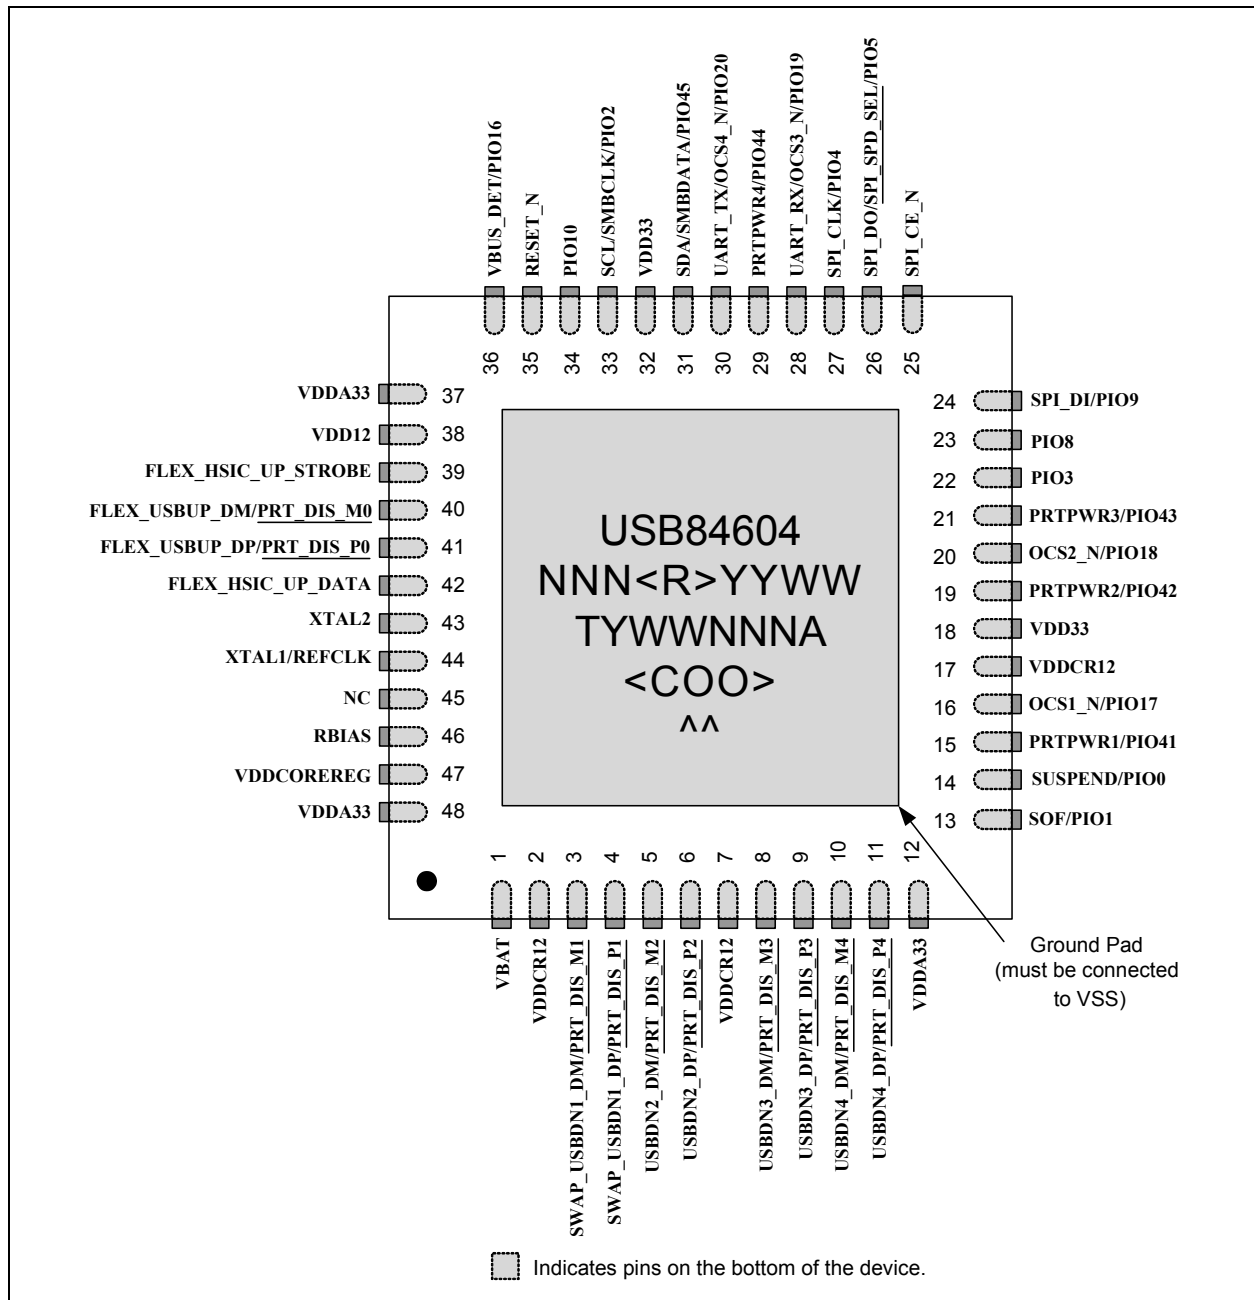 VBUS_DET/PIO16
RESET_N
PIO10
SCL/SMBCLK/PIO2
VDD33
SDA/SMBDATA/PIO45
UART_TX/OCS4_N/PIO20
PRTPWR4/PIO44
UART_RX/OCS3_N/PIO19
SPI_CLK/PIO4
SPI_DO/SPI_SPD_SEL/PIO5
SPI_CE_N
36
35
34
33
32
31
30
29
28
27
26
25
VDDA33 37
VDD12 38
FLEX_HSIC_UP_STROBE 39
FLEX_USBUP_DM/PRT_DIS_M0 40
FLEX_USBUP_DP/PRT_DIS_P0 41
FLEX_HSIC_UP_DATA 42
XTAL2 43
XTAL1/REFCLK 44
NC 45
RBIAS 46
VDDCOREREG 47
VDDA33 48
USB84604
NNN<R>YYWW
TYWWNNNA
<COO>
^^
24 SPI_DI/PIO9
23 PIO8
22 PIO3
21 PRTPWR3/PIO43
20 OCS2_N/PIO18
19 PRTPWR2/PIO42
18 VDD33
17 VDDCR12
16 OCS1_N/PIO17
15 PRTPWR1/PIO41
14 SUSPEND/PIO0
13 SOF/PIO1
1
2
3
4
5
6
7
8
9
10
11
12
VBAT
VDDCR12
SWAP_USBDN1_DM/PRT_DIS_M1
SWAP_USBDN1_DP/PRT_DIS_P1
USBDN2_DM/PRT_DIS_M2
USBDN2_DP/PRT_DIS_P2
VDDCR12
USBDN3_DM/PRT_DIS_M3
USBDN3_DP/PRT_DIS_P3
USBDN4_DM/PRT_DIS_M4
USBDN4_DP/PRT_DIS_P4
VDDA33
Ground Pad
(must be connected
to VSS)
Indicates pins on the bottom of the device.